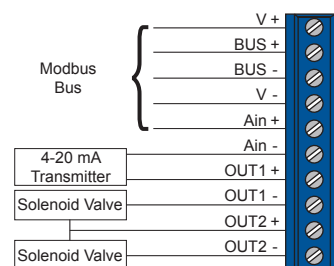 V +
BUS +
BUS -
V -
Ain +
Ain -
OUT1 +
OUT1 -
OUT2 +
OUT2 -
Modbus
Bus
4-20 mA
Transmitter
Solenoid Valve
Solenoid Valve